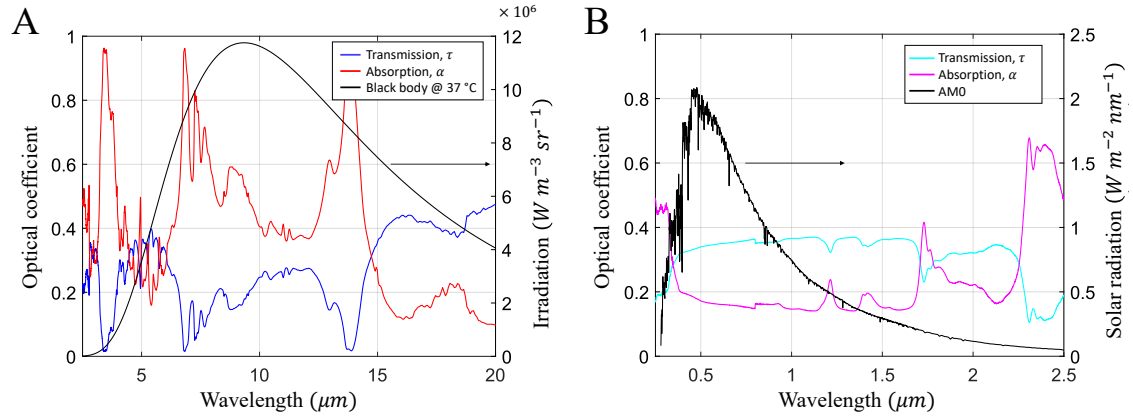 A
× 10⁶
Optical coefficient
1
0.8
0.6
0.4
0.2
0
Transmission, τ
Absorption, α
Black body @ 37 °C
12
10
8
6
4
2
0
Irradiation (W m⁻³ sr⁻¹)
5
10
15
20
Wavelength (μm)
B
Optical coefficient
1
0.8
0.6
0.4
0.2
0
Transmission, τ
Absorption, α
AM0
2.5
2
1.5
1
0.5
0
Solar radiation (W m⁻² nm⁻¹)
0.5
1
1.5
2
2.5
Wavelength (μm)